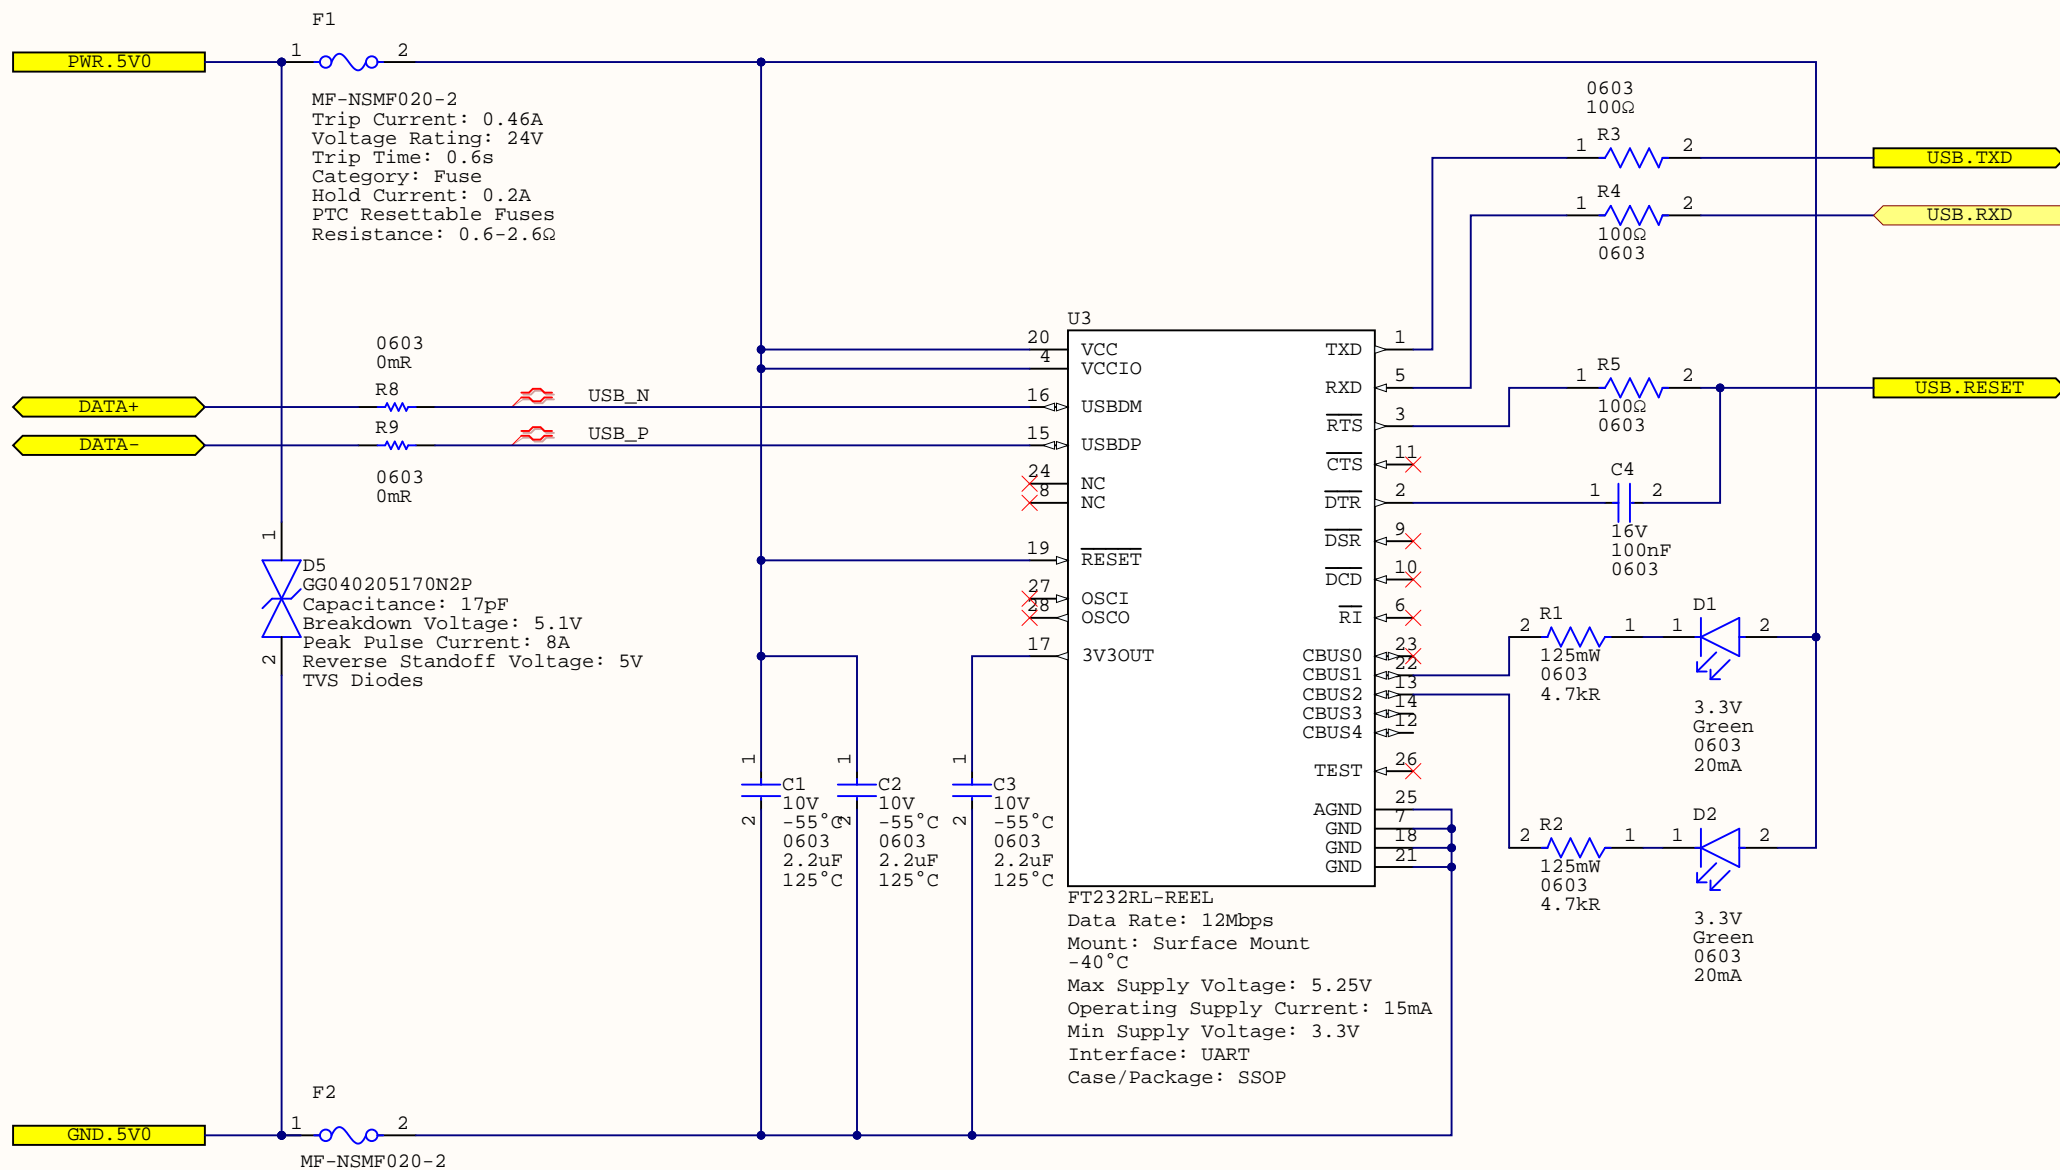 F1
PWR.5V0
1
2
MF-NSMF020-2
Trip Current: 0.46A
Voltage Rating: 24V
Trip Time: 0.6s
Category: Fuse
Hold Current: 0.2A
PTC Resettable Fuses
Resistance: 0.6-2.6Ω
0603
100Ω
R3
1
2
USB.TXD
R4
1
2
USB.RXD
100Ω
0603
0603
0mR
R8
DATA+
USB_N
R9
DATA-
USB_P
0603
0mR
U3
20
VCC
4
VCCIO
16
USBDM
15
USBDP
24
NC
8
NC
19
RESET
27
OSCI
28
OSCO
17
3V3OUT
TXD
1
RXD
5
RTS
3
CTS
11
DTR
2
DSR
9
DCD
10
RI
6
CBUS0
23
CBUS1
22
CBUS2
13
CBUS3
14
CBUS4
12
TEST
26
AGND
25
GND
7
GND
18
GND
21
R5
1
2
USB.RESET
100Ω
0603
C4
1
2
16V
100nF
0603
R1
2
1
125mW
0603
4.7kR
D1
1
2
3.3V
Green
0603
20mA
R2
2
1
125mW
0603
4.7kR
D2
1
2
3.3V
Green
0603
20mA
1
D5
GG040205170N2P
Capacitance: 17pF
Breakdown Voltage: 5.1V
Peak Pulse Current: 8A
Reverse Standoff Voltage: 5V
TVS Diodes
2
1
C1
10V
-55°C
0603
2.2uF
125°C
2
1
C2
10V
-55°C
0603
2.2uF
125°C
2
1
C3
10V
-55°C
0603
2.2uF
125°C
2
FT232RL-REEL
Data Rate: 12Mbps
Mount: Surface Mount
-40°C
Max Supply Voltage: 5.25V
Operating Supply Current: 15mA
Min Supply Voltage: 3.3V
Interface: UART
Case/Package: SSOP
F2
GND.5V0
1
2
MF-NSMF020-2